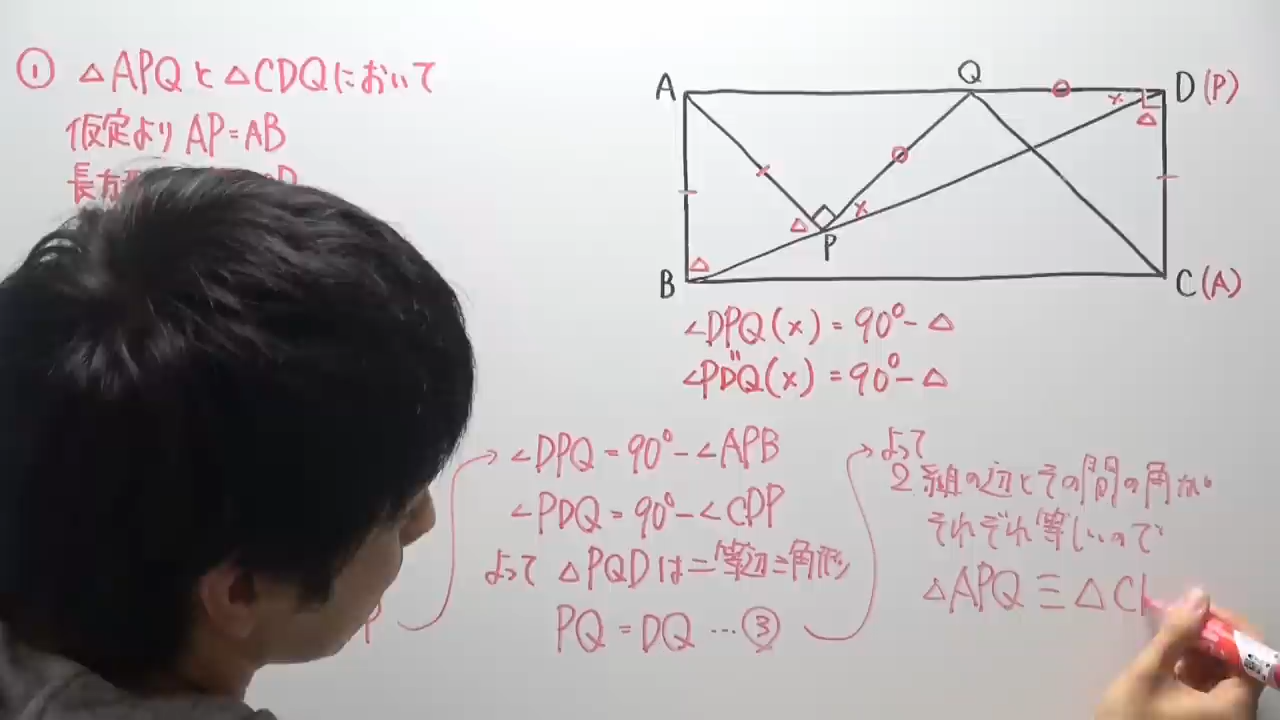 ① △APQと△CDQにおいて
仮定より AP=AB
長方
D
P
∠DPQ=90°-∠APB
∠PDQ=90°-∠CDP
よって △PQDは二等辺三角形
PQ=DQ …③
よって
2組の辺とその間の角が
それぞれ等しいので
△APQ≡△CD
A
Q
D(P)
P
B
C(A)
∠DPQ(×)=90°-△
〃
∠PDQ(×)=90°-△